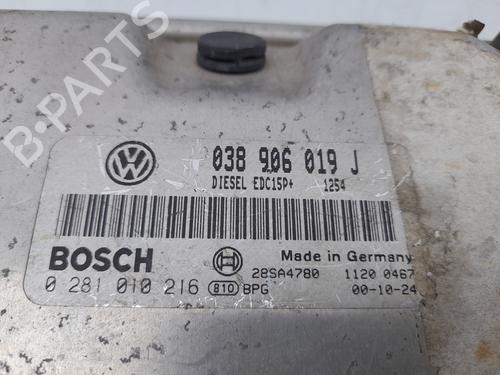 038 906 019 J
DIESEL EDC15P+ 1254
BOSCH
Made in Germany
28SA4780 1120 0467
0 281 010 216 810 BPG 00-10-24
B-PARTS